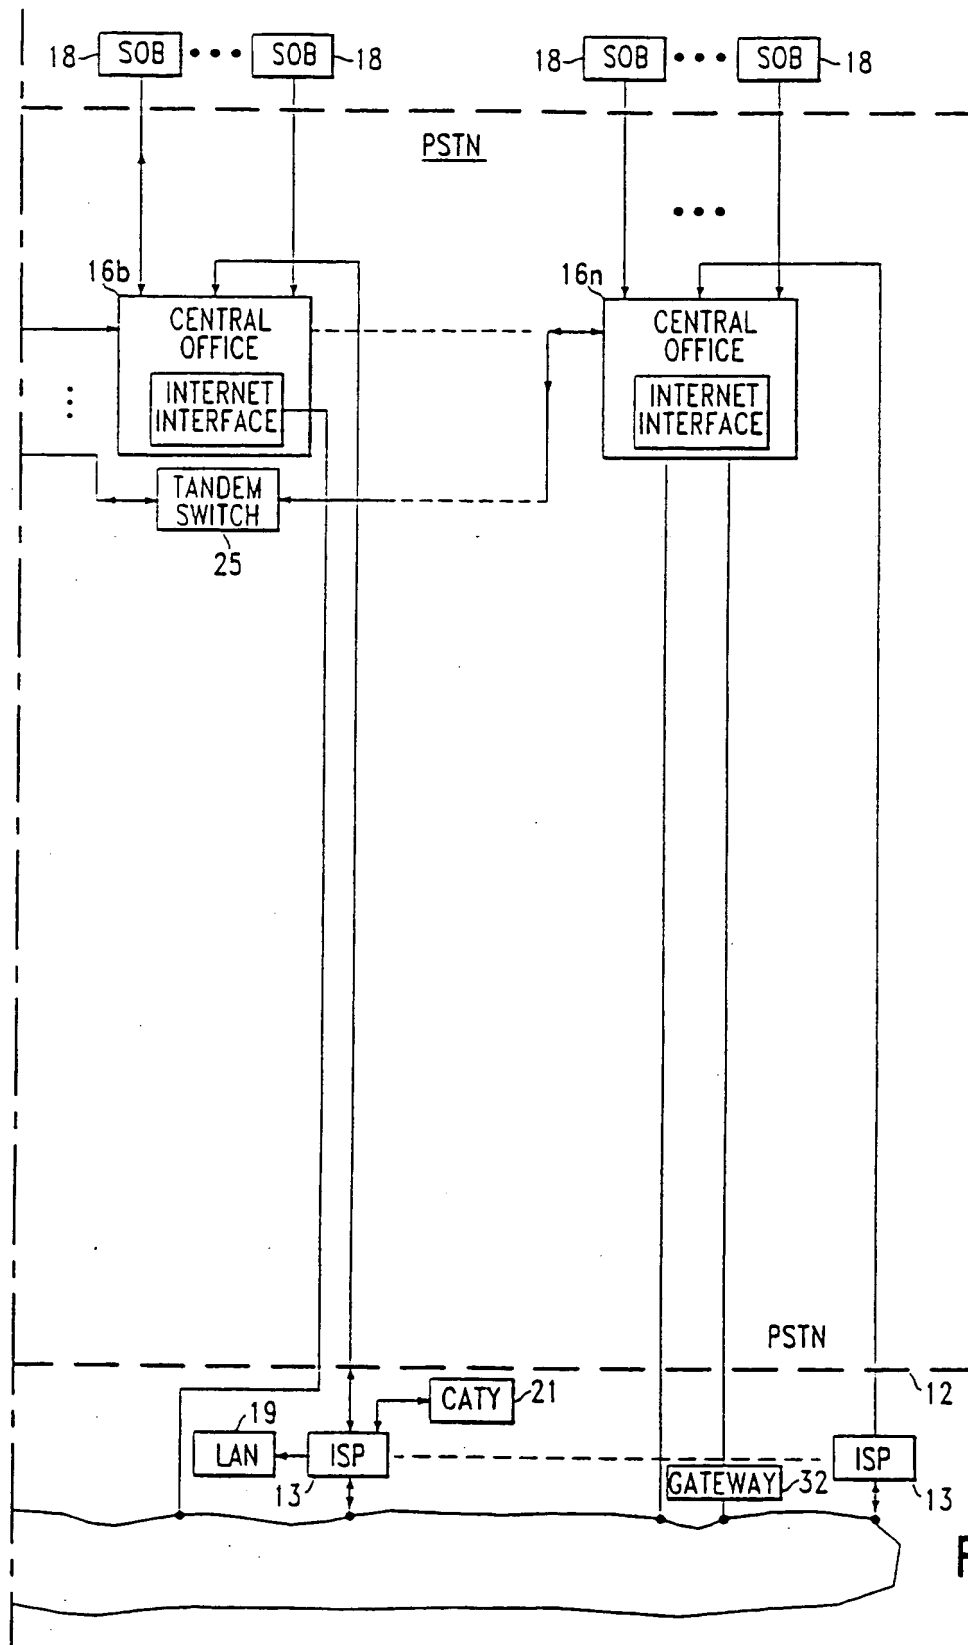 18 SOB SOB 18 18 SOB SOB 18
PSTN
16b 16n
CENTRAL
OFFICE
INTERNET
INTERFACE
CENTRAL
OFFICE
INTERNET
INTERFACE
TANDEM
SWITCH
25
PSTN
12
CATY 21
19
LAN ISP ISP
13 GATEWAY 32 13
F